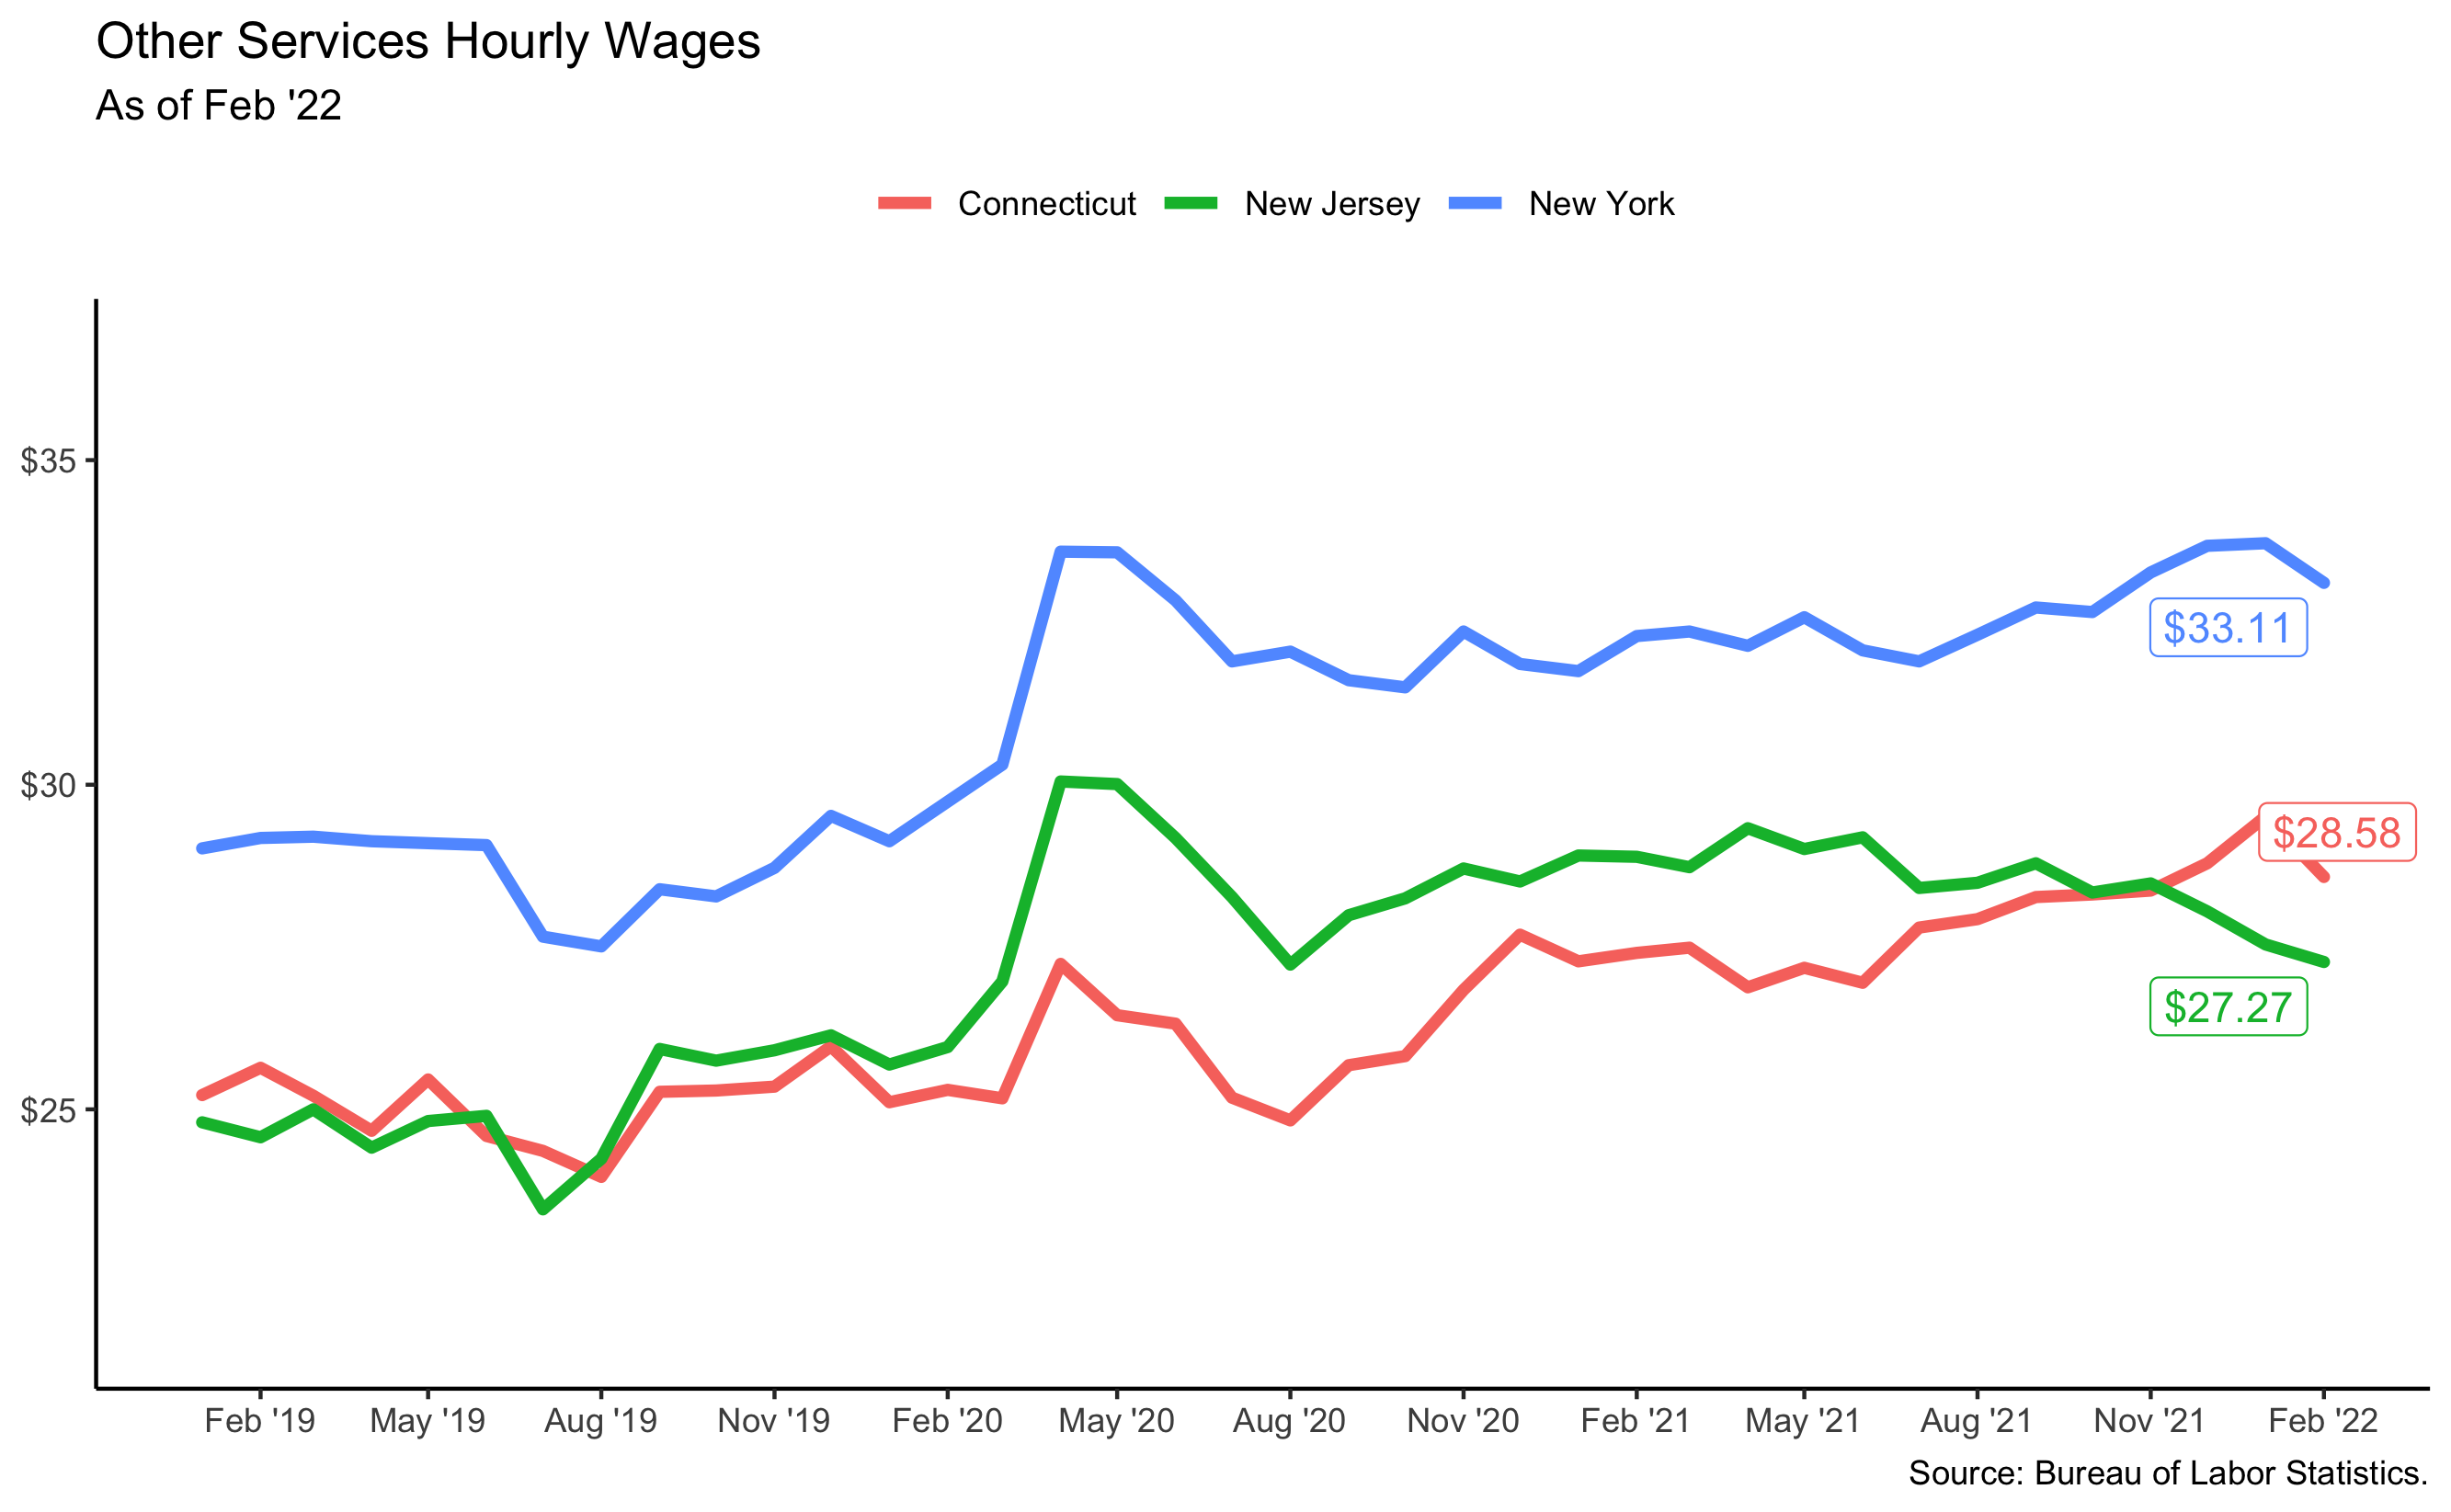 Other Services Hourly Wages
As of Feb '22
Connecticut New Jersey New York
$35
$33.11
$30
$28.58
$27.27
$25
Feb '19 May '19 Aug '19 Nov '19 Feb '20 May '20 Aug '20 Nov '20 Feb '21 May '21 Aug '21 Nov '21 Feb '22
Source: Bureau of Labor Statistics.